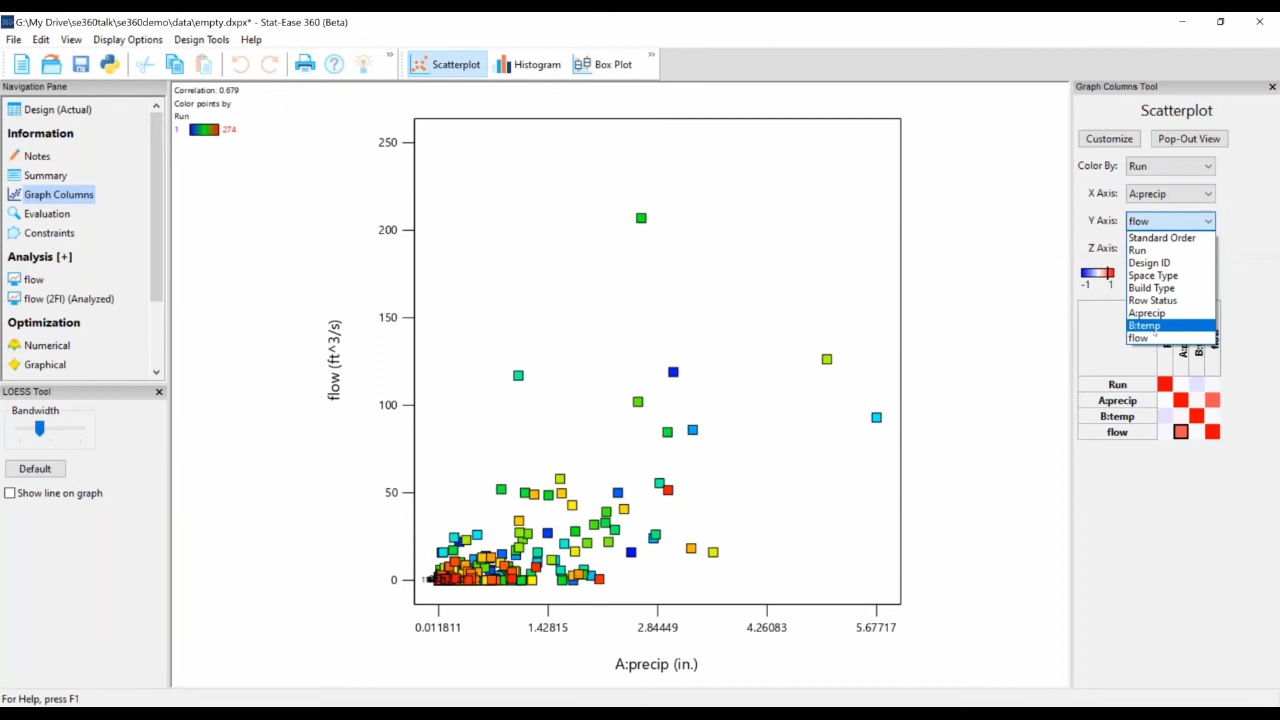 G:\My Drive\se360talk\se360demo\data\empty.dxpx* - Stat-Ease 360 (Beta)
File Edit View Display Options Design Tools Help
» Scatterplot Histogram Box Plot »
Navigation Pane
Design (Actual)
Information
Notes
Summary
Graph Columns
Evaluation
Constraints
Analysis [+]
flow
flow (2FI) (Analyzed)
Optimization
Numerical
Graphical
LOESS Tool
Bandwidth
Default
Show line on graph
Correlation: 0.679
Color points by
Run
1 274
flow (ft^3/s)
250
200
150
100
50
0
0.011811 1.42815 2.84449 4.26083 5.67717
A:precip (in.)
Graph Columns Tool
Scatterplot
Customize Pop-Out View
Color By: Run
X Axis: A:precip
Y Axis: flow
Z Axis:
Standard Order
Run
Design ID
Space Type
Build Type
Row Status
A:precip
B:temp
flow
-1 1
Run
A:precip
B:temp
flow
For Help, press F1